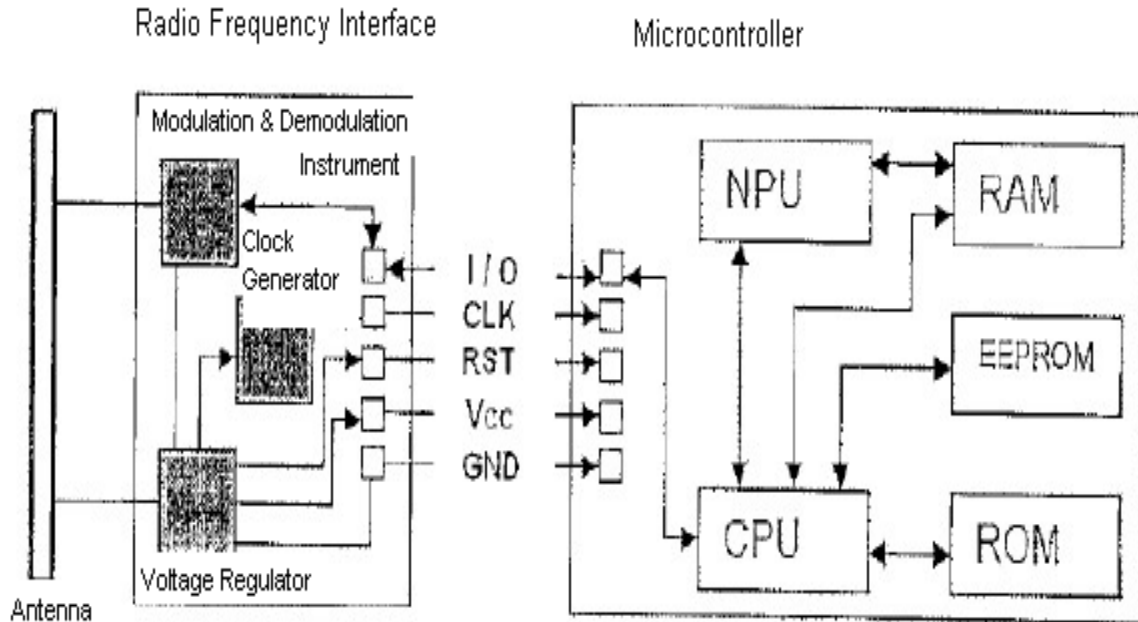 Radio Frequency Interface
Microcontroller
Modulation & Demodulation
Instrument
Clock
Generator
Voltage Regulator
Antenna
I/O
CLK
RST
Vcc
GND
NPU
RAM
EEPROM
CPU
ROM